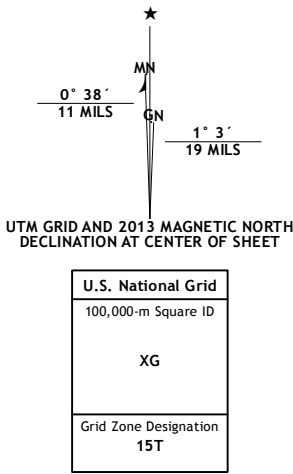 MN
0° 38´
11 MILS
GN
1° 3´
19 MILS
UTM GRID AND 2013 MAGNETIC NORTH
DECLINATION AT CENTER OF SHEET
U.S. National Grid
100,000-m Square ID
XG
Grid Zone Designation
15T